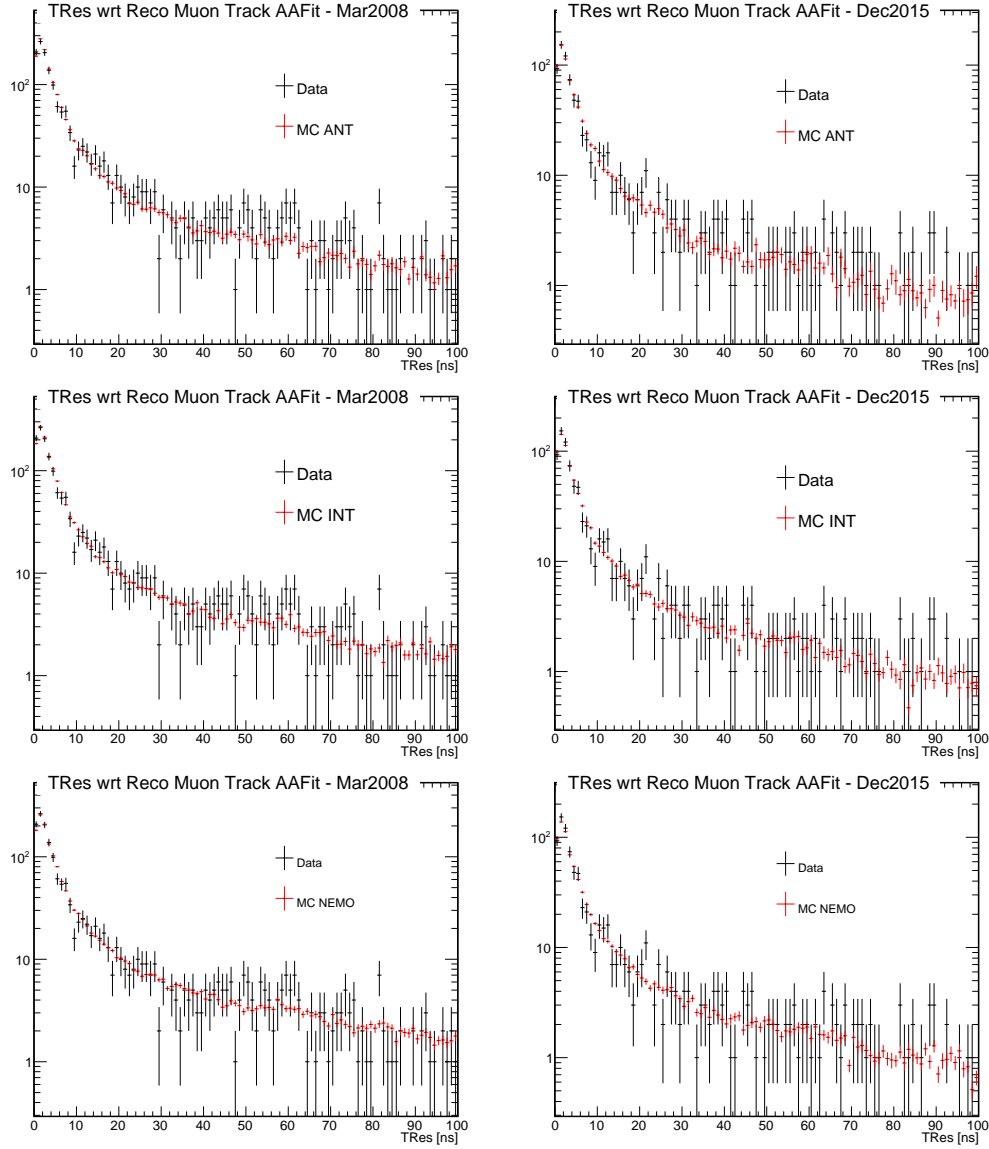 TRes wrt Reco Muon Track AAFit - Mar2008
10²
10
1
Data
MC ANT
0 10 20 30 40 50 60 70 80 90 100
TRes [ns]
TRes wrt Reco Muon Track AAFit - Dec2015
10²
10
1
Data
MC ANT
0 10 20 30 40 50 60 70 80 90 100
TRes [ns]
TRes wrt Reco Muon Track AAFit - Mar2008
10²
10
1
Data
MC INT
0 10 20 30 40 50 60 70 80 90 100
TRes [ns]
TRes wrt Reco Muon Track AAFit - Dec2015
10²
10
1
Data
MC INT
0 10 20 30 40 50 60 70 80 90 100
TRes [ns]
TRes wrt Reco Muon Track AAFit - Mar2008
10²
10
1
Data
MC NEMO
0 10 20 30 40 50 60 70 80 90 100
TRes [ns]
TRes wrt Reco Muon Track AAFit - Dec2015
10²
10
1
Data
MC NEMO
0 10 20 30 40 50 60 70 80 90 100
TRes [ns]